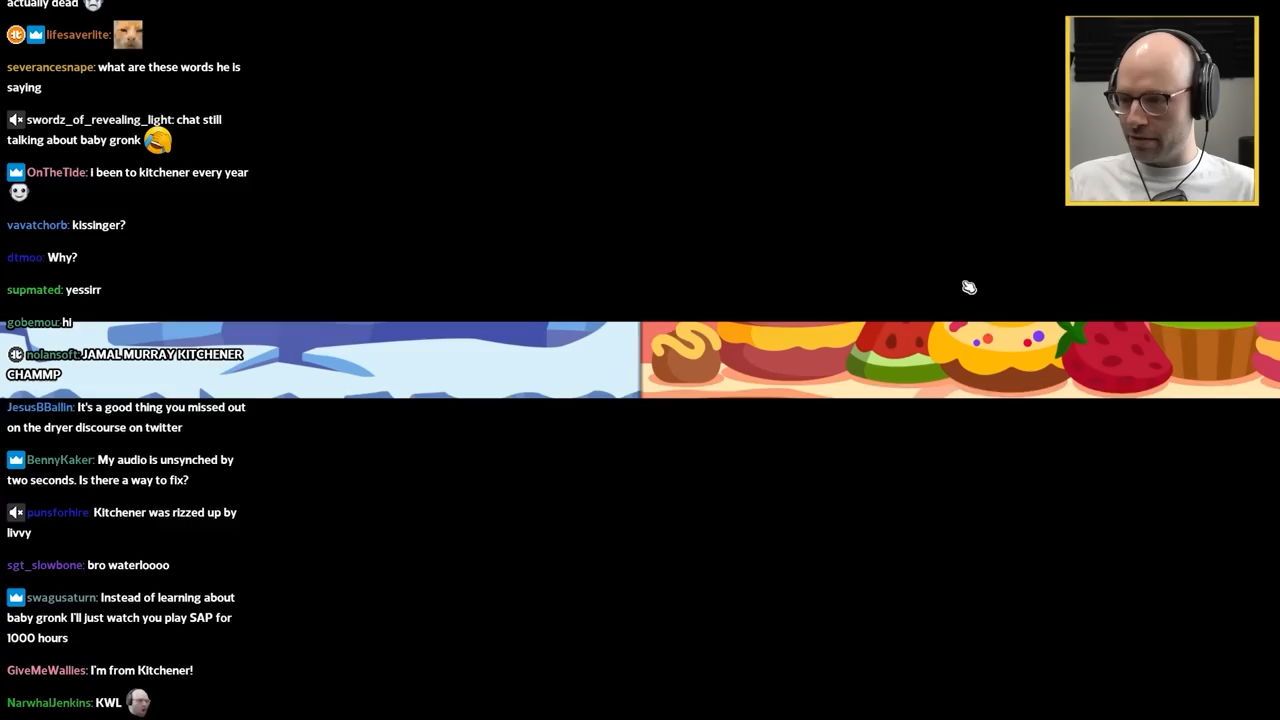 actually dead
lifesaverlite:
severancesnape: what are these words he is
saying
swordz_of_revealing_light: chat still
talking about baby gronk
OnTheTide: i been to kitchener every year
vavatchorb: kissinger?
dtmoo: Why?
supmated: yessirr
gobemou: hi
nolansoft: JAMAL MURRAY KITCHENER
CHAMMP
JesusBBallin: It's a good thing you missed out
on the dryer discourse on twitter
BennyKaker: My audio is unsynched by
two seconds. Is there a way to fix?
punsforhire: Kitchener was rizzed up by
livvy
sgt_slowbone: bro waterloooo
swagusaturn: Instead of learning about
baby gronk I'll just watch you play SAP for
1000 hours
GiveMeWallies: I'm from Kitchener!
NarwhalJenkins: KWL